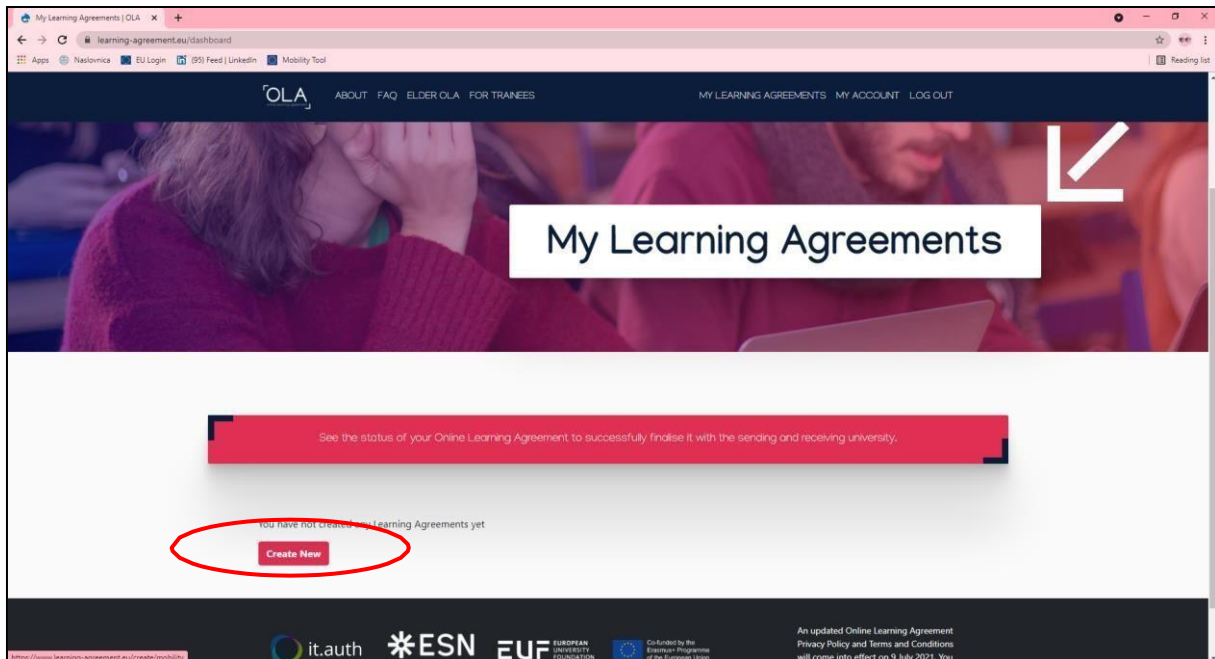 My Learning Agreements | OLA
learning-agreement.eu/dashboard
Apps Naslovnica EU Login (95) Feed | LinkedIn Mobility Tool Reading list
OLA ABOUT FAQ ELDER OLA FOR TRAINEES MY LEARNING AGREEMENTS MY ACCOUNT LOG OUT
My Learning Agreements
See the status of your Online Learning Agreement to successfully finalise it with the sending and receiving university.
You have not created any Learning Agreements yet
Create New
it.auth ESN EUF EUROPEAN UNIVERSITY FOUNDATION
Co-funded by the
Erasmus+ Programme
of the European Union
An updated Online Learning Agreement
Privacy Policy and Terms and Conditions
will come into effect on 9 July 2021. You
https://www.learning-agreement.eu/create/mobility